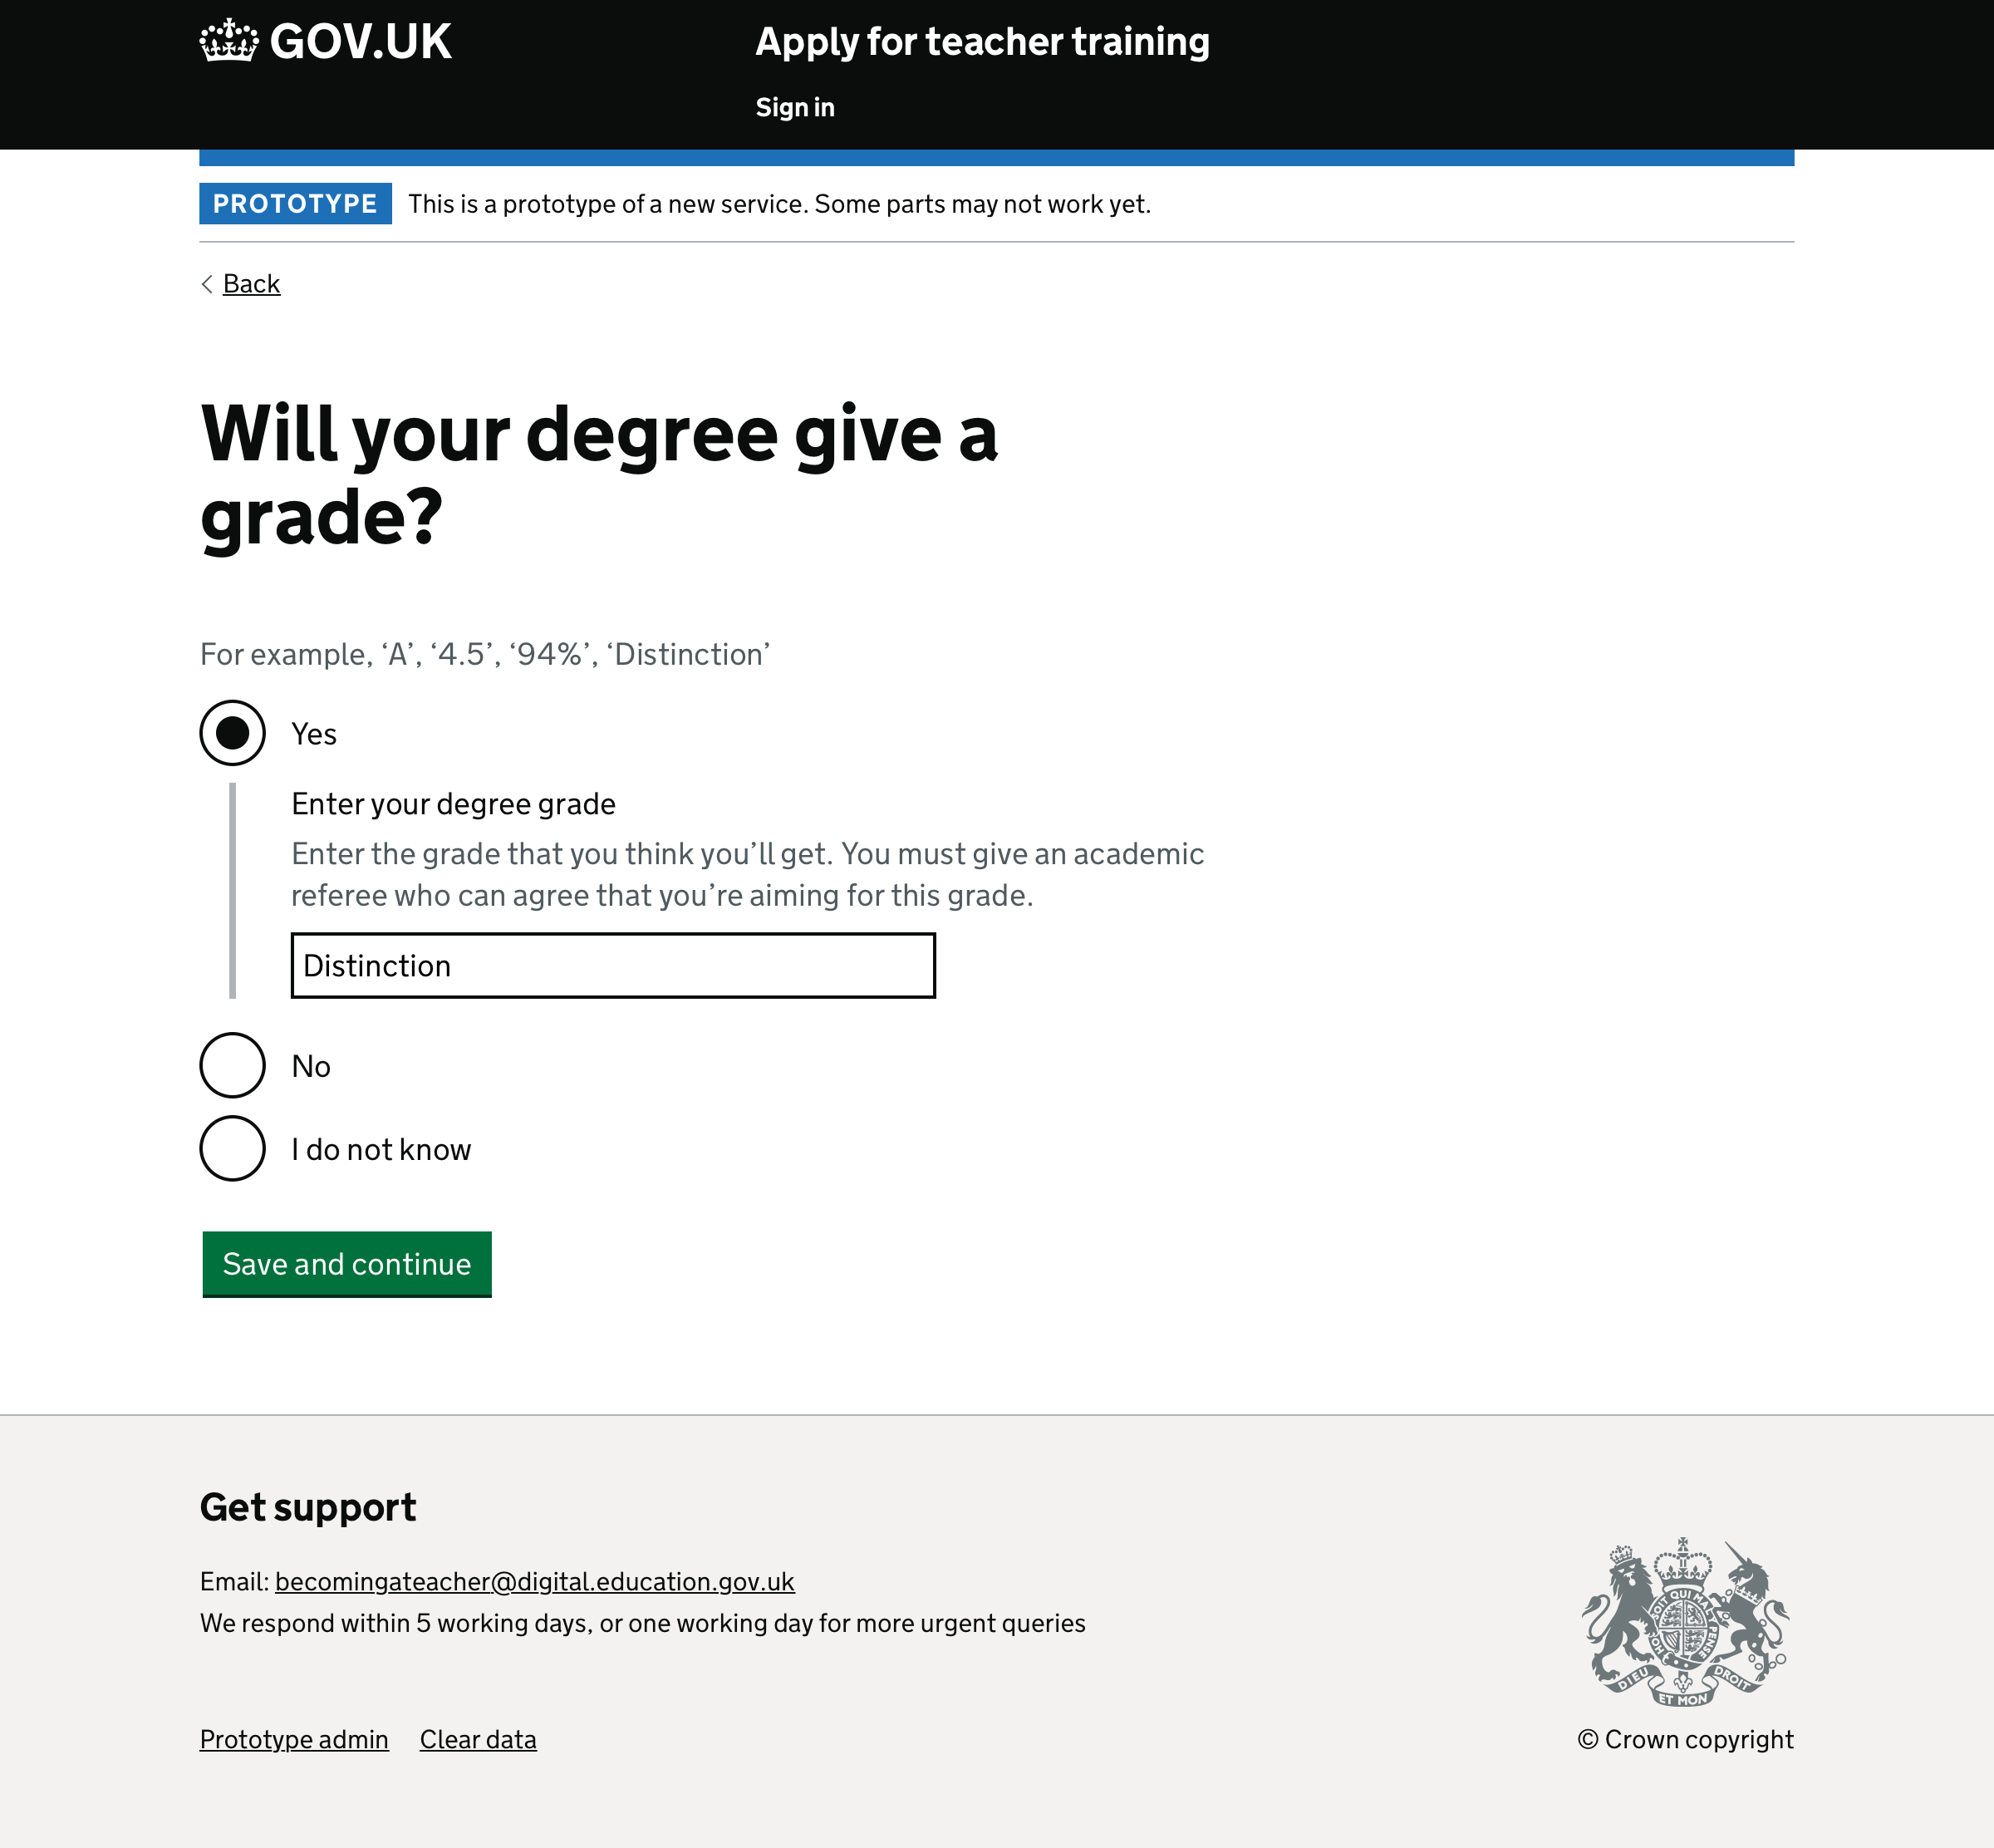 GOV.UK
Apply for teacher training
Sign in
PROTOTYPE This is a prototype of a new service. Some parts may not work yet.
Back
Will your degree give a
grade?
For example, ‘A’, ‘4.5’, ‘94%’, ‘Distinction’
Yes
Enter your degree grade
Enter the grade that you think you’ll get. You must give an academic
referee who can agree that you’re aiming for this grade.
Distinction
No
I do not know
Save and continue
Get support
Email: becomingateacher@digital.education.gov.uk
We respond within 5 working days, or one working day for more urgent queries
DIEU ET MON DROIT
Prototype admin Clear data
© Crown copyright